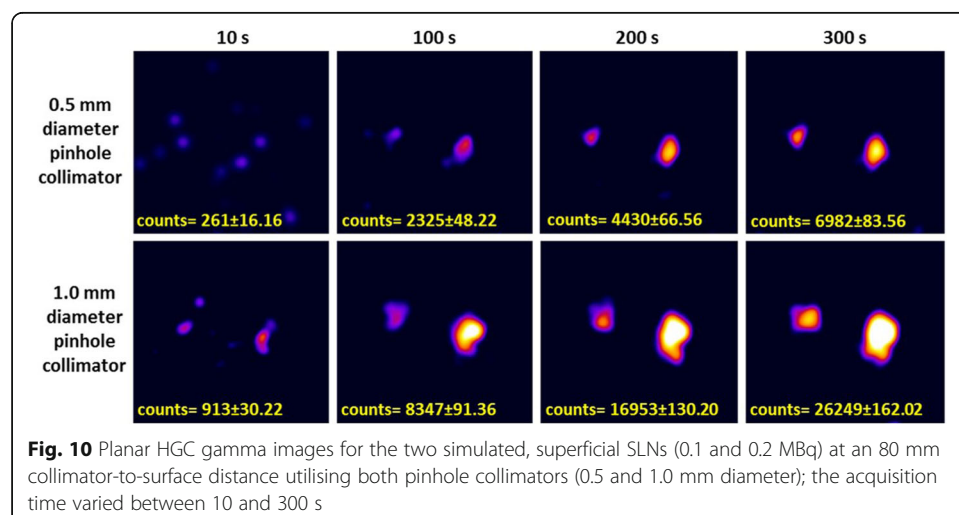 10 s 100 s 200 s 300 s
0.5 mm
diameter
pinhole
collimator
counts= 261±16.16 counts= 2325±48.22 counts= 4430±66.56 counts= 6982±83.56
1.0 mm
diameter
pinhole
collimator
counts= 913±30.22 counts= 8347±91.36 counts= 16953±130.20 counts= 26249±162.02
Fig. 10 Planar HGC gamma images for the two simulated, superficial SLNs (0.1 and 0.2 MBq) at an 80 mm
collimator-to-surface distance utilising both pinhole collimators (0.5 and 1.0 mm diameter); the acquisition
time varied between 10 and 300 s